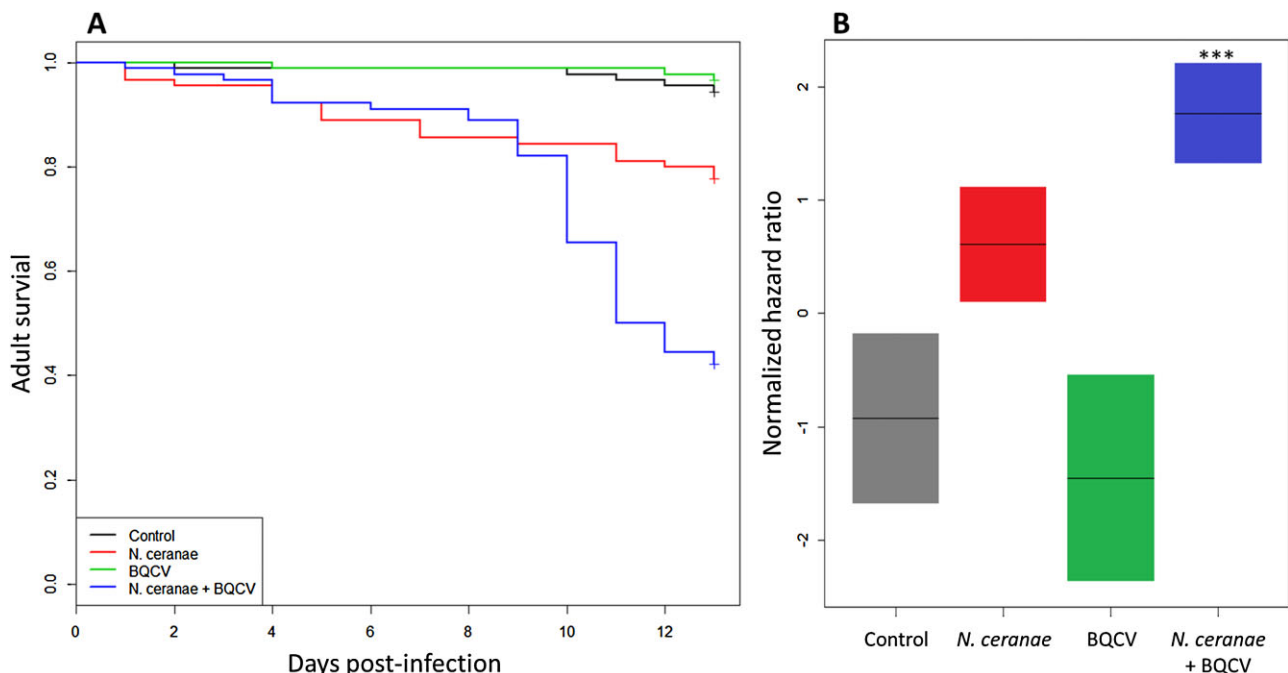 A
Adult survial
1.0
0.8
0.6
0.4
0.2
0.0
Control
N. ceranae
BQCV
N. ceranae + BQCV
0 2 4 6 8 10 12
Days post-infection
B
Normalized hazard ratio
2
1
0
-1
-2
***
Control N. ceranae BQCV N. ceranae
+ BQCV